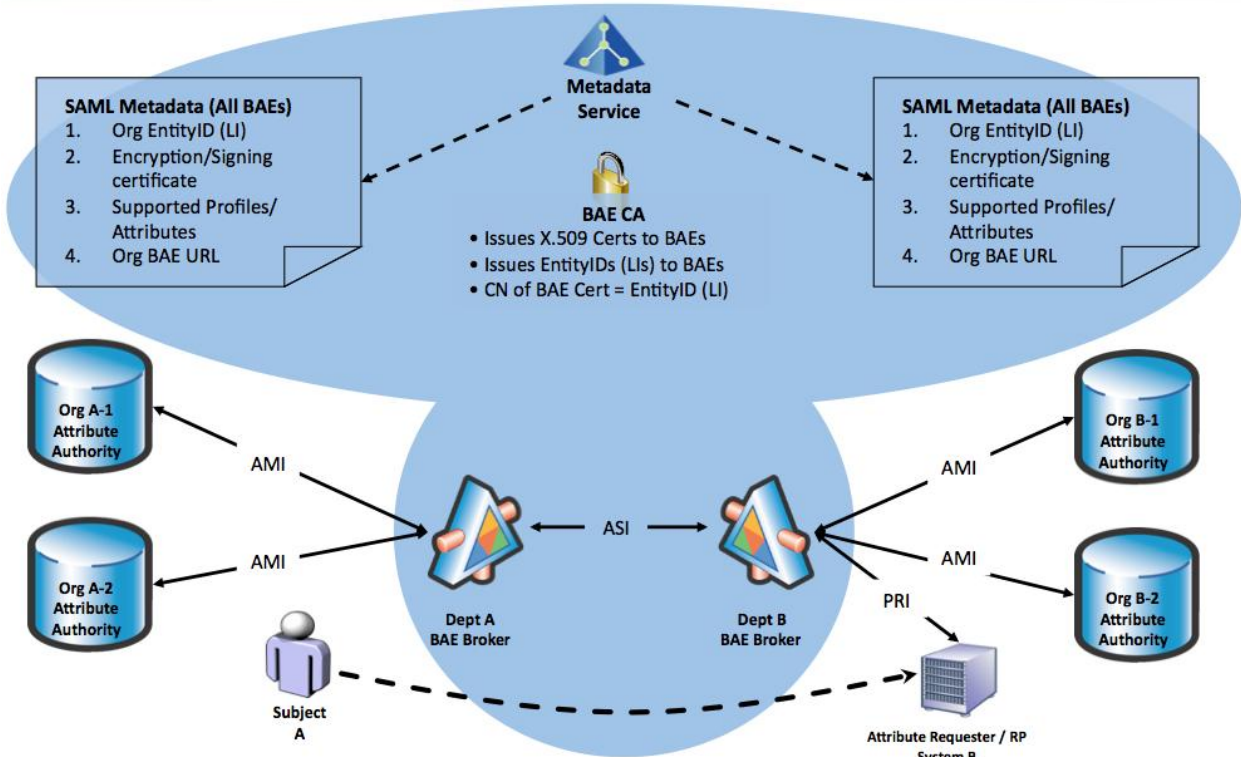 Metadata
Service
SAML Metadata (All BAEs)
1. Org EntityID (LI)
2. Encryption/Signing
certificate
3. Supported Profiles/
Attributes
4. Org BAE URL
SAML Metadata (All BAEs)
1. Org EntityID (LI)
2. Encryption/Signing
certificate
3. Supported Profiles/
Attributes
4. Org BAE URL
BAE CA
• Issues X.509 Certs to BAEs
• Issues EntityIDs (LIs) to BAEs
• CN of BAE Cert = EntityID (LI)
Org A-1
Attribute
Authority
AMI
Org B-1
Attribute
Authority
AMI
Org A-2
Attribute
Authority
AMI
ASI
AMI
Org B-2
Attribute
Authority
PRI
Dept A
BAE Broker
Dept B
BAE Broker
Subject
A
Attribute Requester / RP
System B